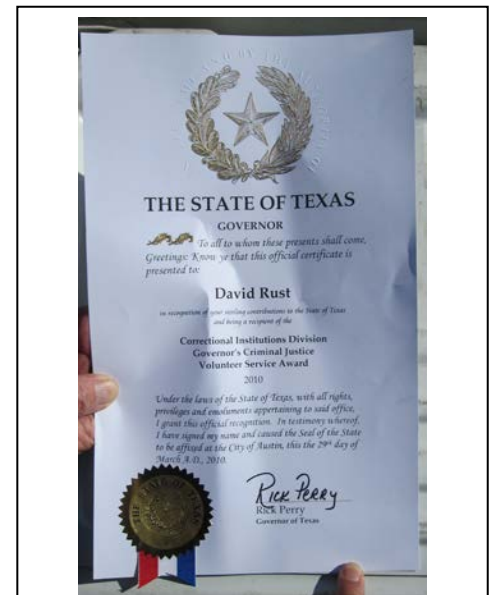 THE STATE OF TEXAS
GOVERNOR
To all to whom these presents shall come,
Greetings: Know ye that this official certificate is
presented to:
David Rust
in recognition of your sterling contributions to the State of Texas
and being a recipient of the
Correctional Institutions Division
Governor's Criminal Justice
Volunteer Service Award
2010
Under the laws of the State of Texas, with all rights,
privileges and emoluments appertaining to said office,
I grant this official recognition. In testimony whereof,
I have signed my name and caused the Seal of the State
to be affixed at the City of Austin, this the 29th day of
March A.D., 2010.
Rick Perry
Rick Perry
Governor of Texas
THE STATE OF TEXAS